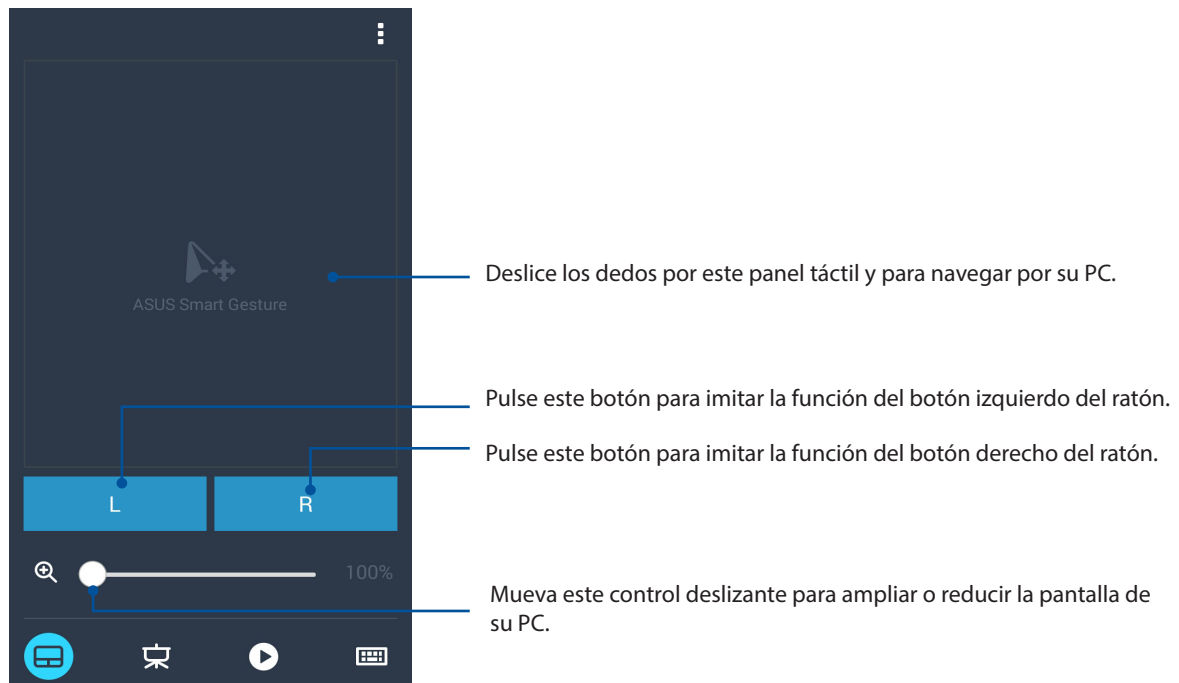 ASUS Smart Gesture
Deslice los dedos por este panel táctil y para navegar por su PC.
Pulse este botón para imitar la función del botón izquierdo del ratón.
Pulse este botón para imitar la función del botón derecho del ratón.
L
R
100%
Mueva este control deslizante para ampliar o reducir la pantalla de
su PC.